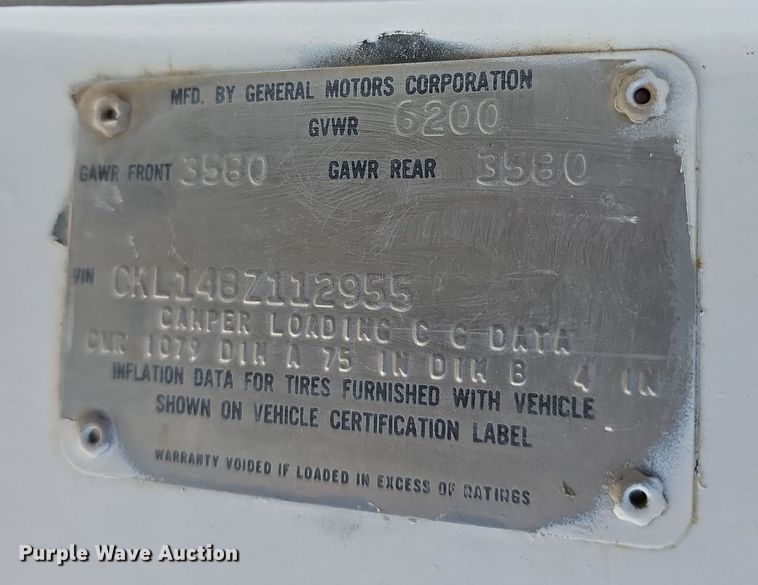 MFD. BY GENERAL MOTORS CORPORATION
GVWR 6200
GAWR FRONT 3580 GAWR REAR 3580
VIN CKL148Z112955
CAMPER LOADING C G DATA
CWR 1079 DIM A 75 IN DIM B 4 IN
INFLATION DATA FOR TIRES FURNISHED WITH VEHICLE
SHOWN ON VEHICLE CERTIFICATION LABEL
WARRANTY VOIDED IF LOADED IN EXCESS OF RATINGS
Purple Wave Auction